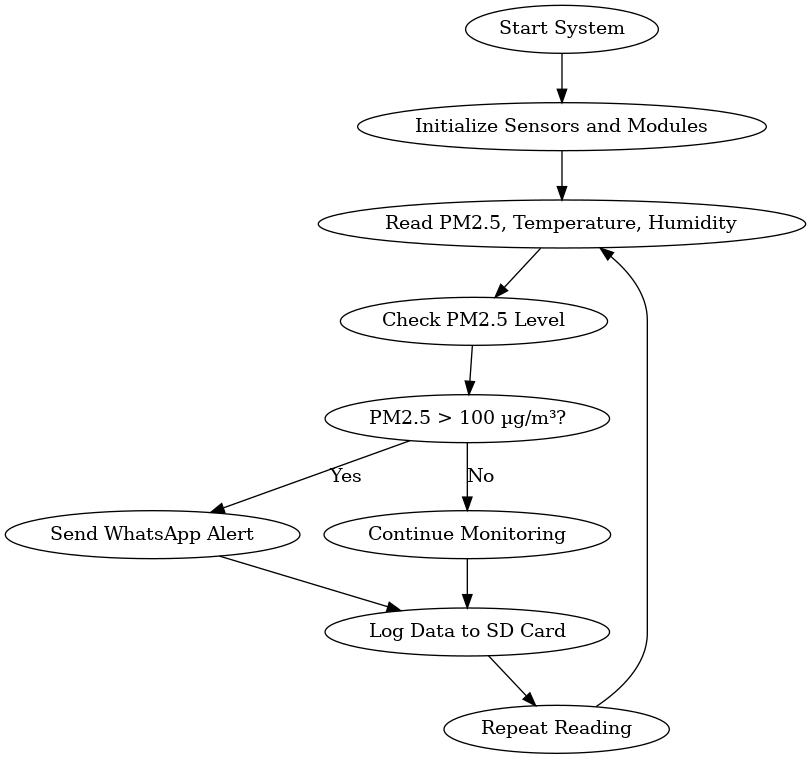 Start System
Initialize Sensors and Modules
Read PM2.5, Temperature, Humidity
Check PM2.5 Level
PM2.5 > 100 µg/m³?
Yes
No
Send WhatsApp Alert
Continue Monitoring
Log Data to SD Card
Repeat Reading